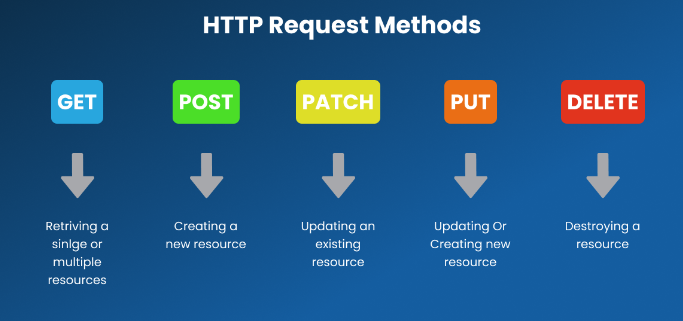 HTTP Request Methods
GET
POST
PATCH
PUT
DELETE
Retriving a
sinlge or
multiple
resources
Creating a
new resource
Updating an
existing
resource
Updating Or
Creating new
resource
Destroying a
resource